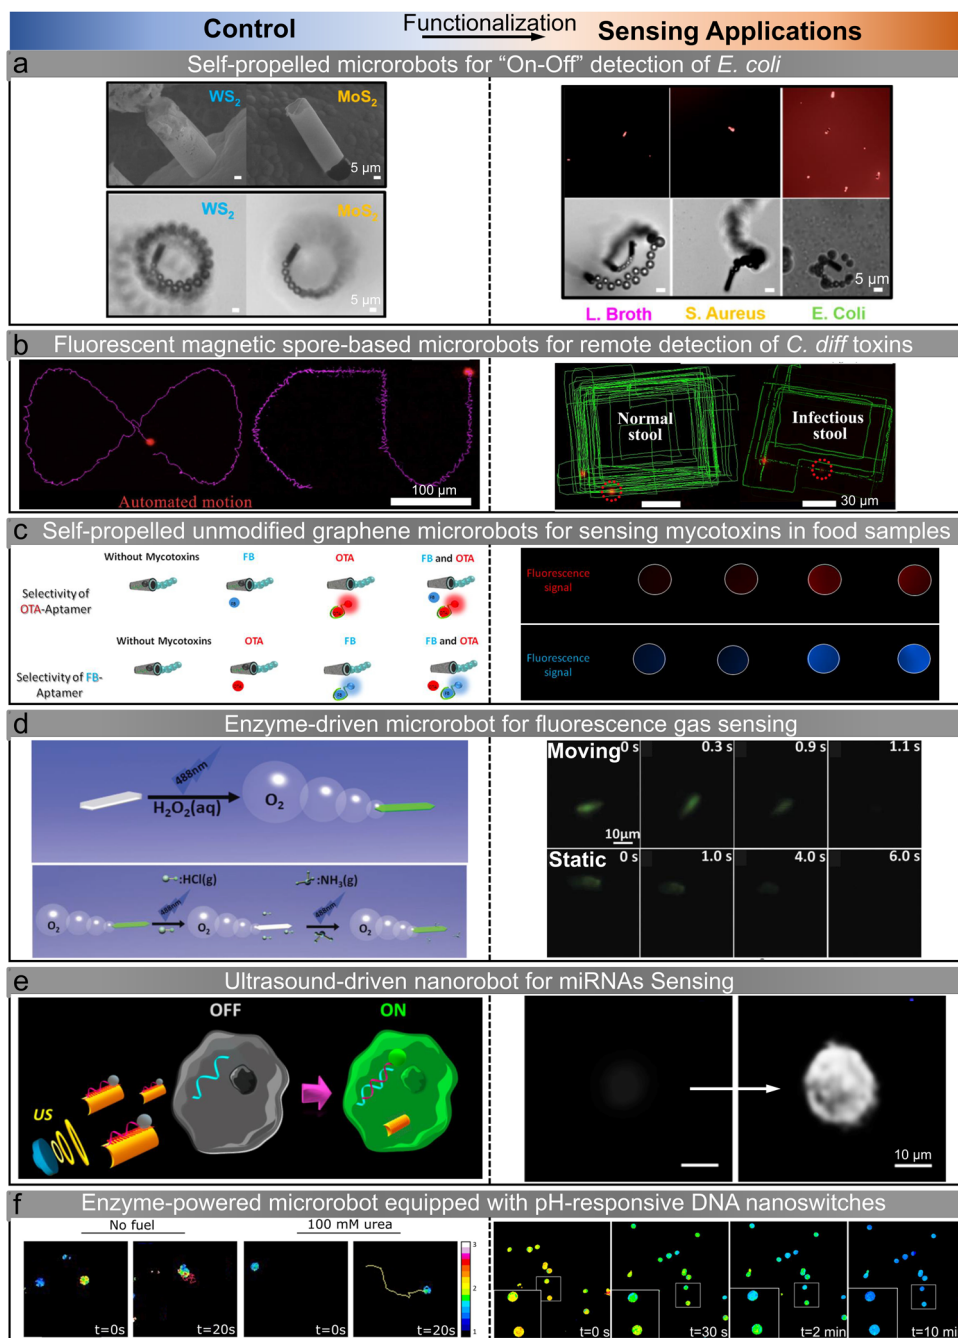 Control
Functionalization
Sensing Applications
a
Self-propelled microrobots for “On-Off” detection of E. coli
WS2
MoS2
5 µm
WS2
MoS2
5 µm
5 µm
L. Broth
S. Aureus
E. Coli
b
Fluorescent magnetic spore-based microrobots for remote detection of C. diff toxins
Automated motion
100 µm
Normal
stool
Infectious
stool
30 µm
c
Self-propelled unmodified graphene microrobots for sensing mycotoxins in food samples
Without Mycotoxins
FB
OTA
FB and OTA
Selectivity of
OTA-Aptamer
Without Mycotoxins
OTA
FB
FB and OTA
Selectivity of FB-
Aptamer
Fluorescence
signal
Fluorescence
signal
d
Enzyme-driven microrobot for fluorescence gas sensing
488nm
H2O2(aq)
O2
:HCl(g)
:NH3(g)
488nm
488nm
O2
O2
O2
Moving
0 s
0.3 s
0.9 s
1.1 s
10µm
Static
0 s
1.0 s
4.0 s
6.0 s
e
Ultrasound-driven nanorobot for miRNAs Sensing
OFF
ON
US
10 µm
f
Enzyme-powered microrobot equipped with pH-responsive DNA nanoswitches
No fuel
100 mM urea
t=0s
t=20s
t=0s
t=20s
3
2
1
t=0 s
t=30 s
t=2 min
t=10 min